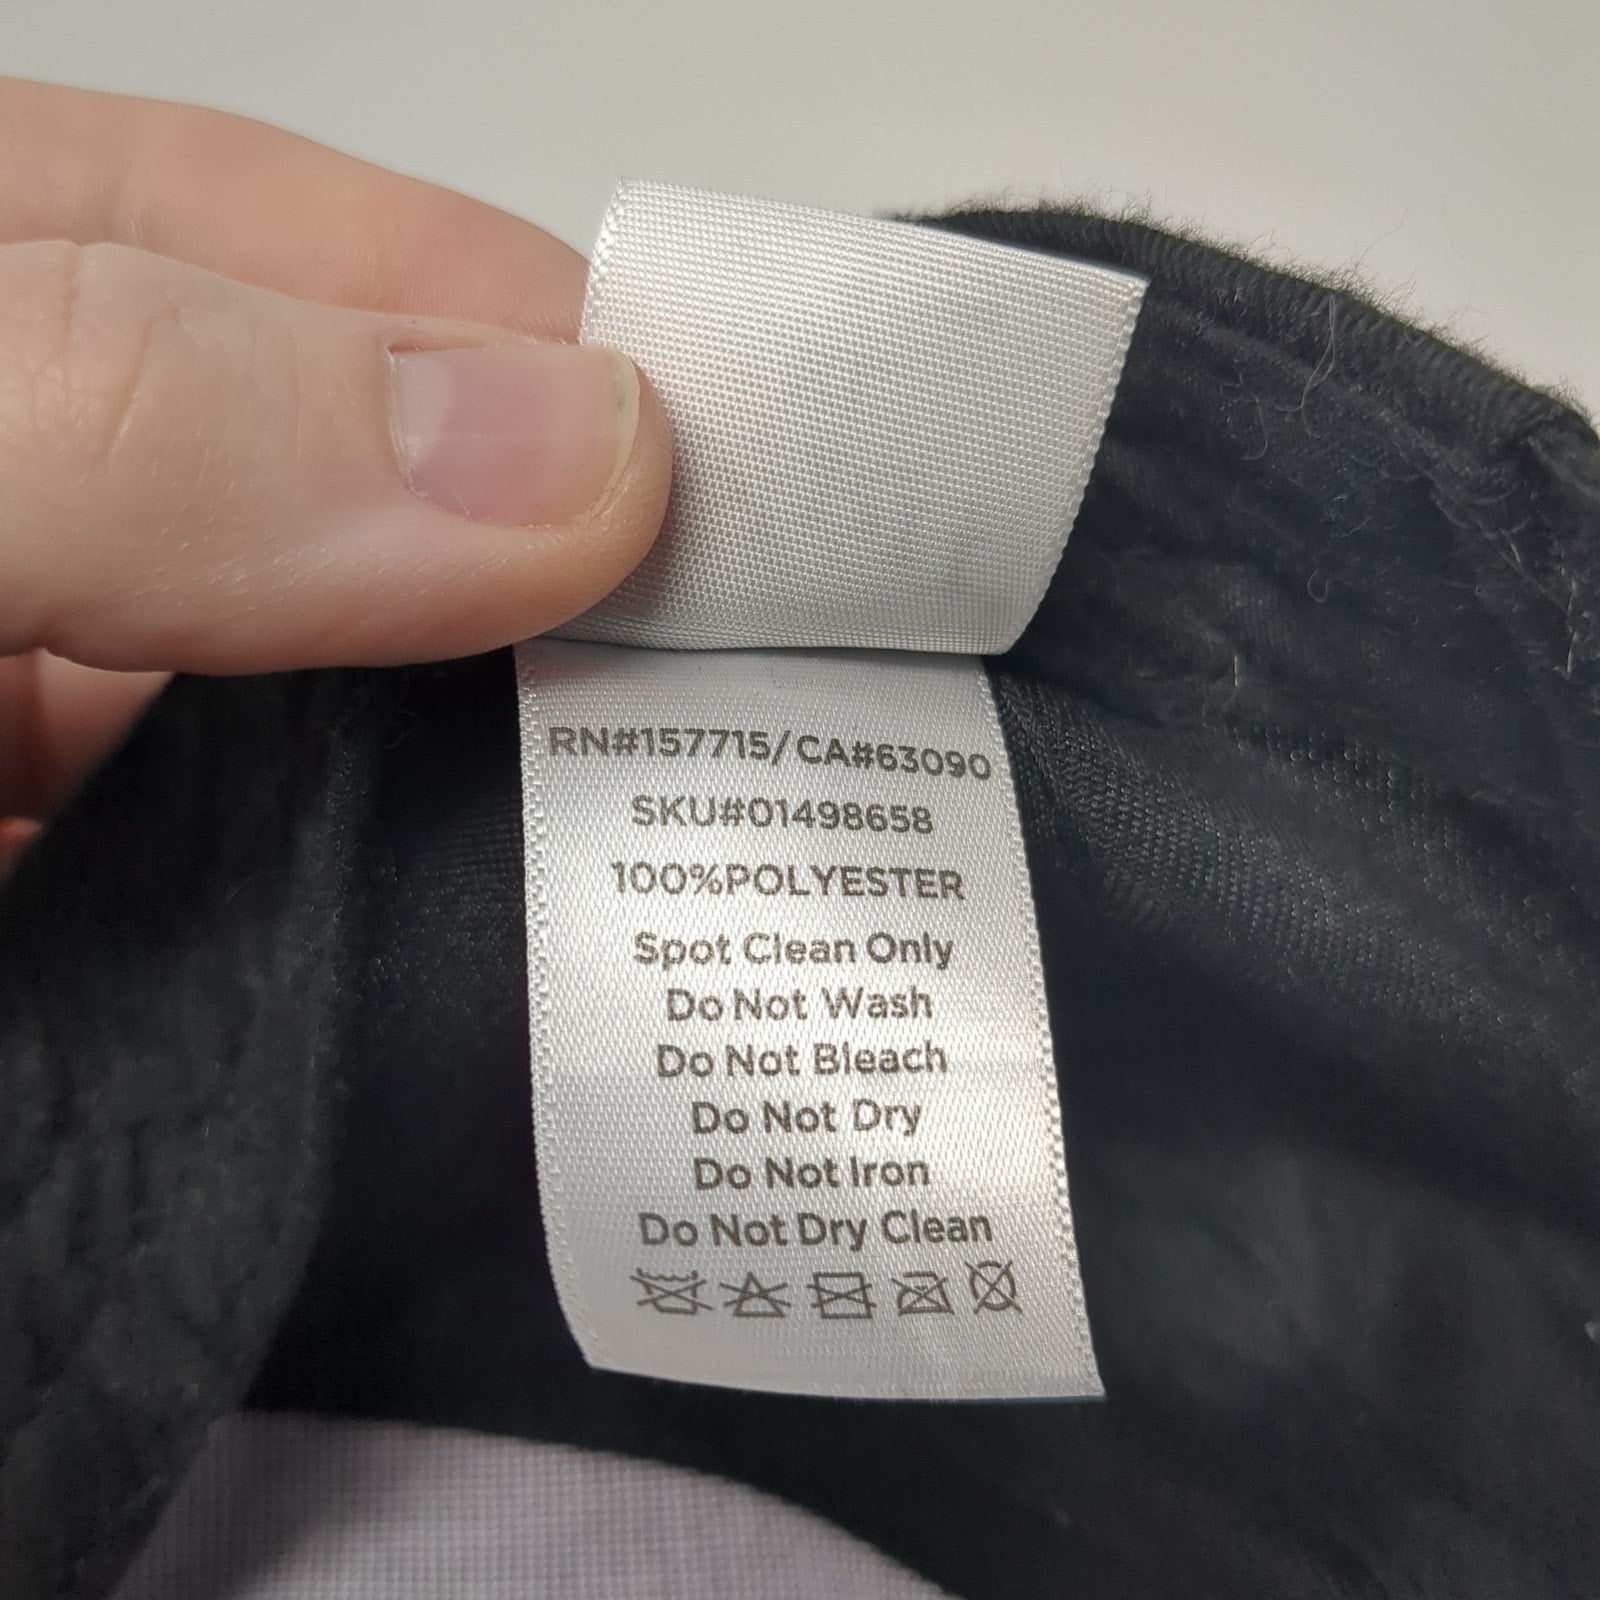 RN#157715/CA#63090
SKU#01498658
100%POLYESTER
Spot Clean Only
Do Not Wash
Do Not Bleach
Do Not Dry
Do Not Iron
Do Not Dry Clean